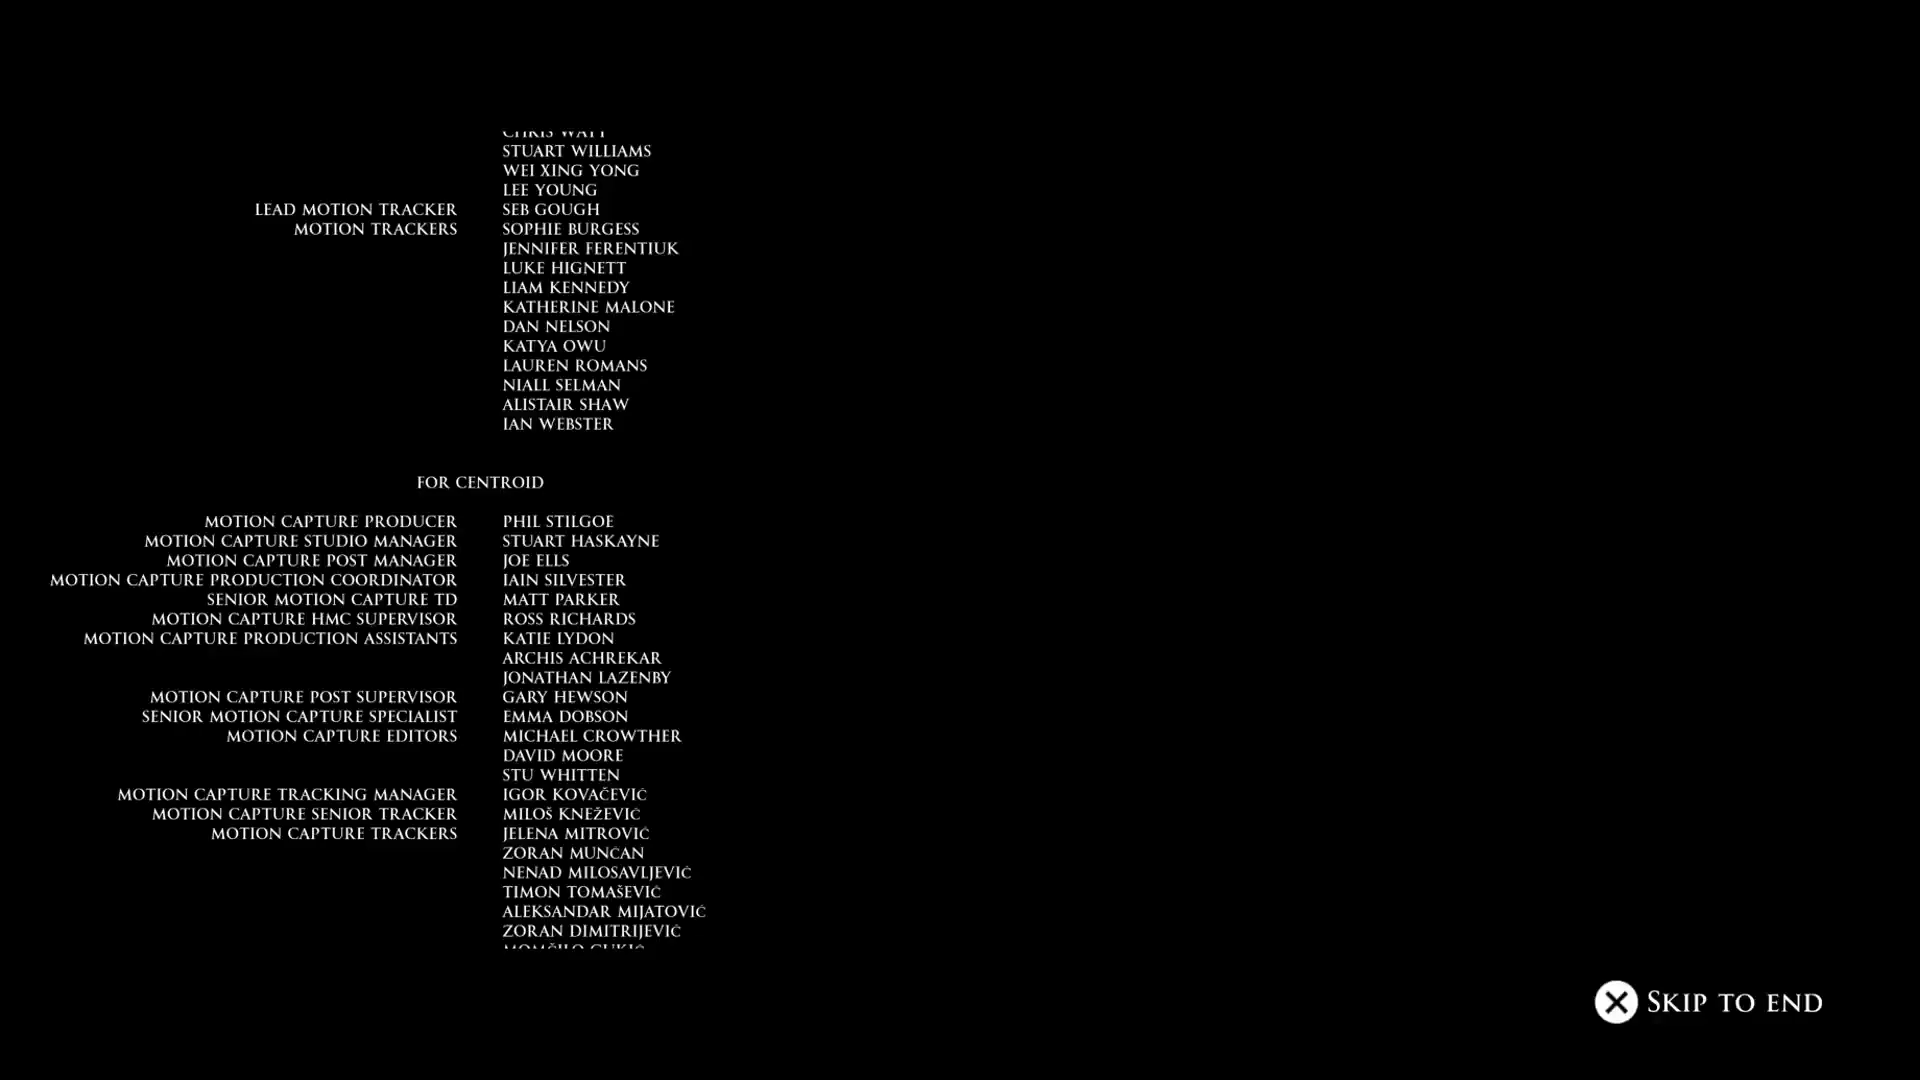 CHRIS WATT
STUART WILLIAMS
WEI XING YONG
LEE YOUNG
LEAD MOTION TRACKER SEB GOUGH
MOTION TRACKERS SOPHIE BURGESS
JENNIFER FERENTIUK
LUKE HIGNETT
LIAM KENNEDY
KATHERINE MALONE
DAN NELSON
KATYA OWU
LAUREN ROMANS
NIALL SELMAN
ALISTAIR SHAW
IAN WEBSTER
FOR CENTROID
MOTION CAPTURE PRODUCER PHIL STILGOE
MOTION CAPTURE STUDIO MANAGER STUART HASKAYNE
MOTION CAPTURE POST MANAGER JOE ELLS
MOTION CAPTURE PRODUCTION COORDINATOR IAIN SILVESTER
SENIOR MOTION CAPTURE TD MATT PARKER
MOTION CAPTURE HMC SUPERVISOR ROSS RICHARDS
MOTION CAPTURE PRODUCTION ASSISTANTS KATIE LYDON
ARCHIS ACHREKAR
JONATHAN LAZENBY
MOTION CAPTURE POST SUPERVISOR GARY HEWSON
SENIOR MOTION CAPTURE SPECIALIST EMMA DOBSON
MOTION CAPTURE EDITORS MICHAEL CROWTHER
DAVID MOORE
STU WHITTEN
MOTION CAPTURE TRACKING MANAGER IGOR KOVAČEVIĆ
MOTION CAPTURE SENIOR TRACKER MILOŠ KNEŽEVIĆ
MOTION CAPTURE TRACKERS JELENA MITROVIĆ
ZORAN MUNĆAN
NENAD MILOSAVLJEVIĆ
TIMON TOMAŠEVIĆ
ALEKSANDAR MIJATOVIĆ
ZORAN DIMITRIJEVIĆ
SKIP TO END